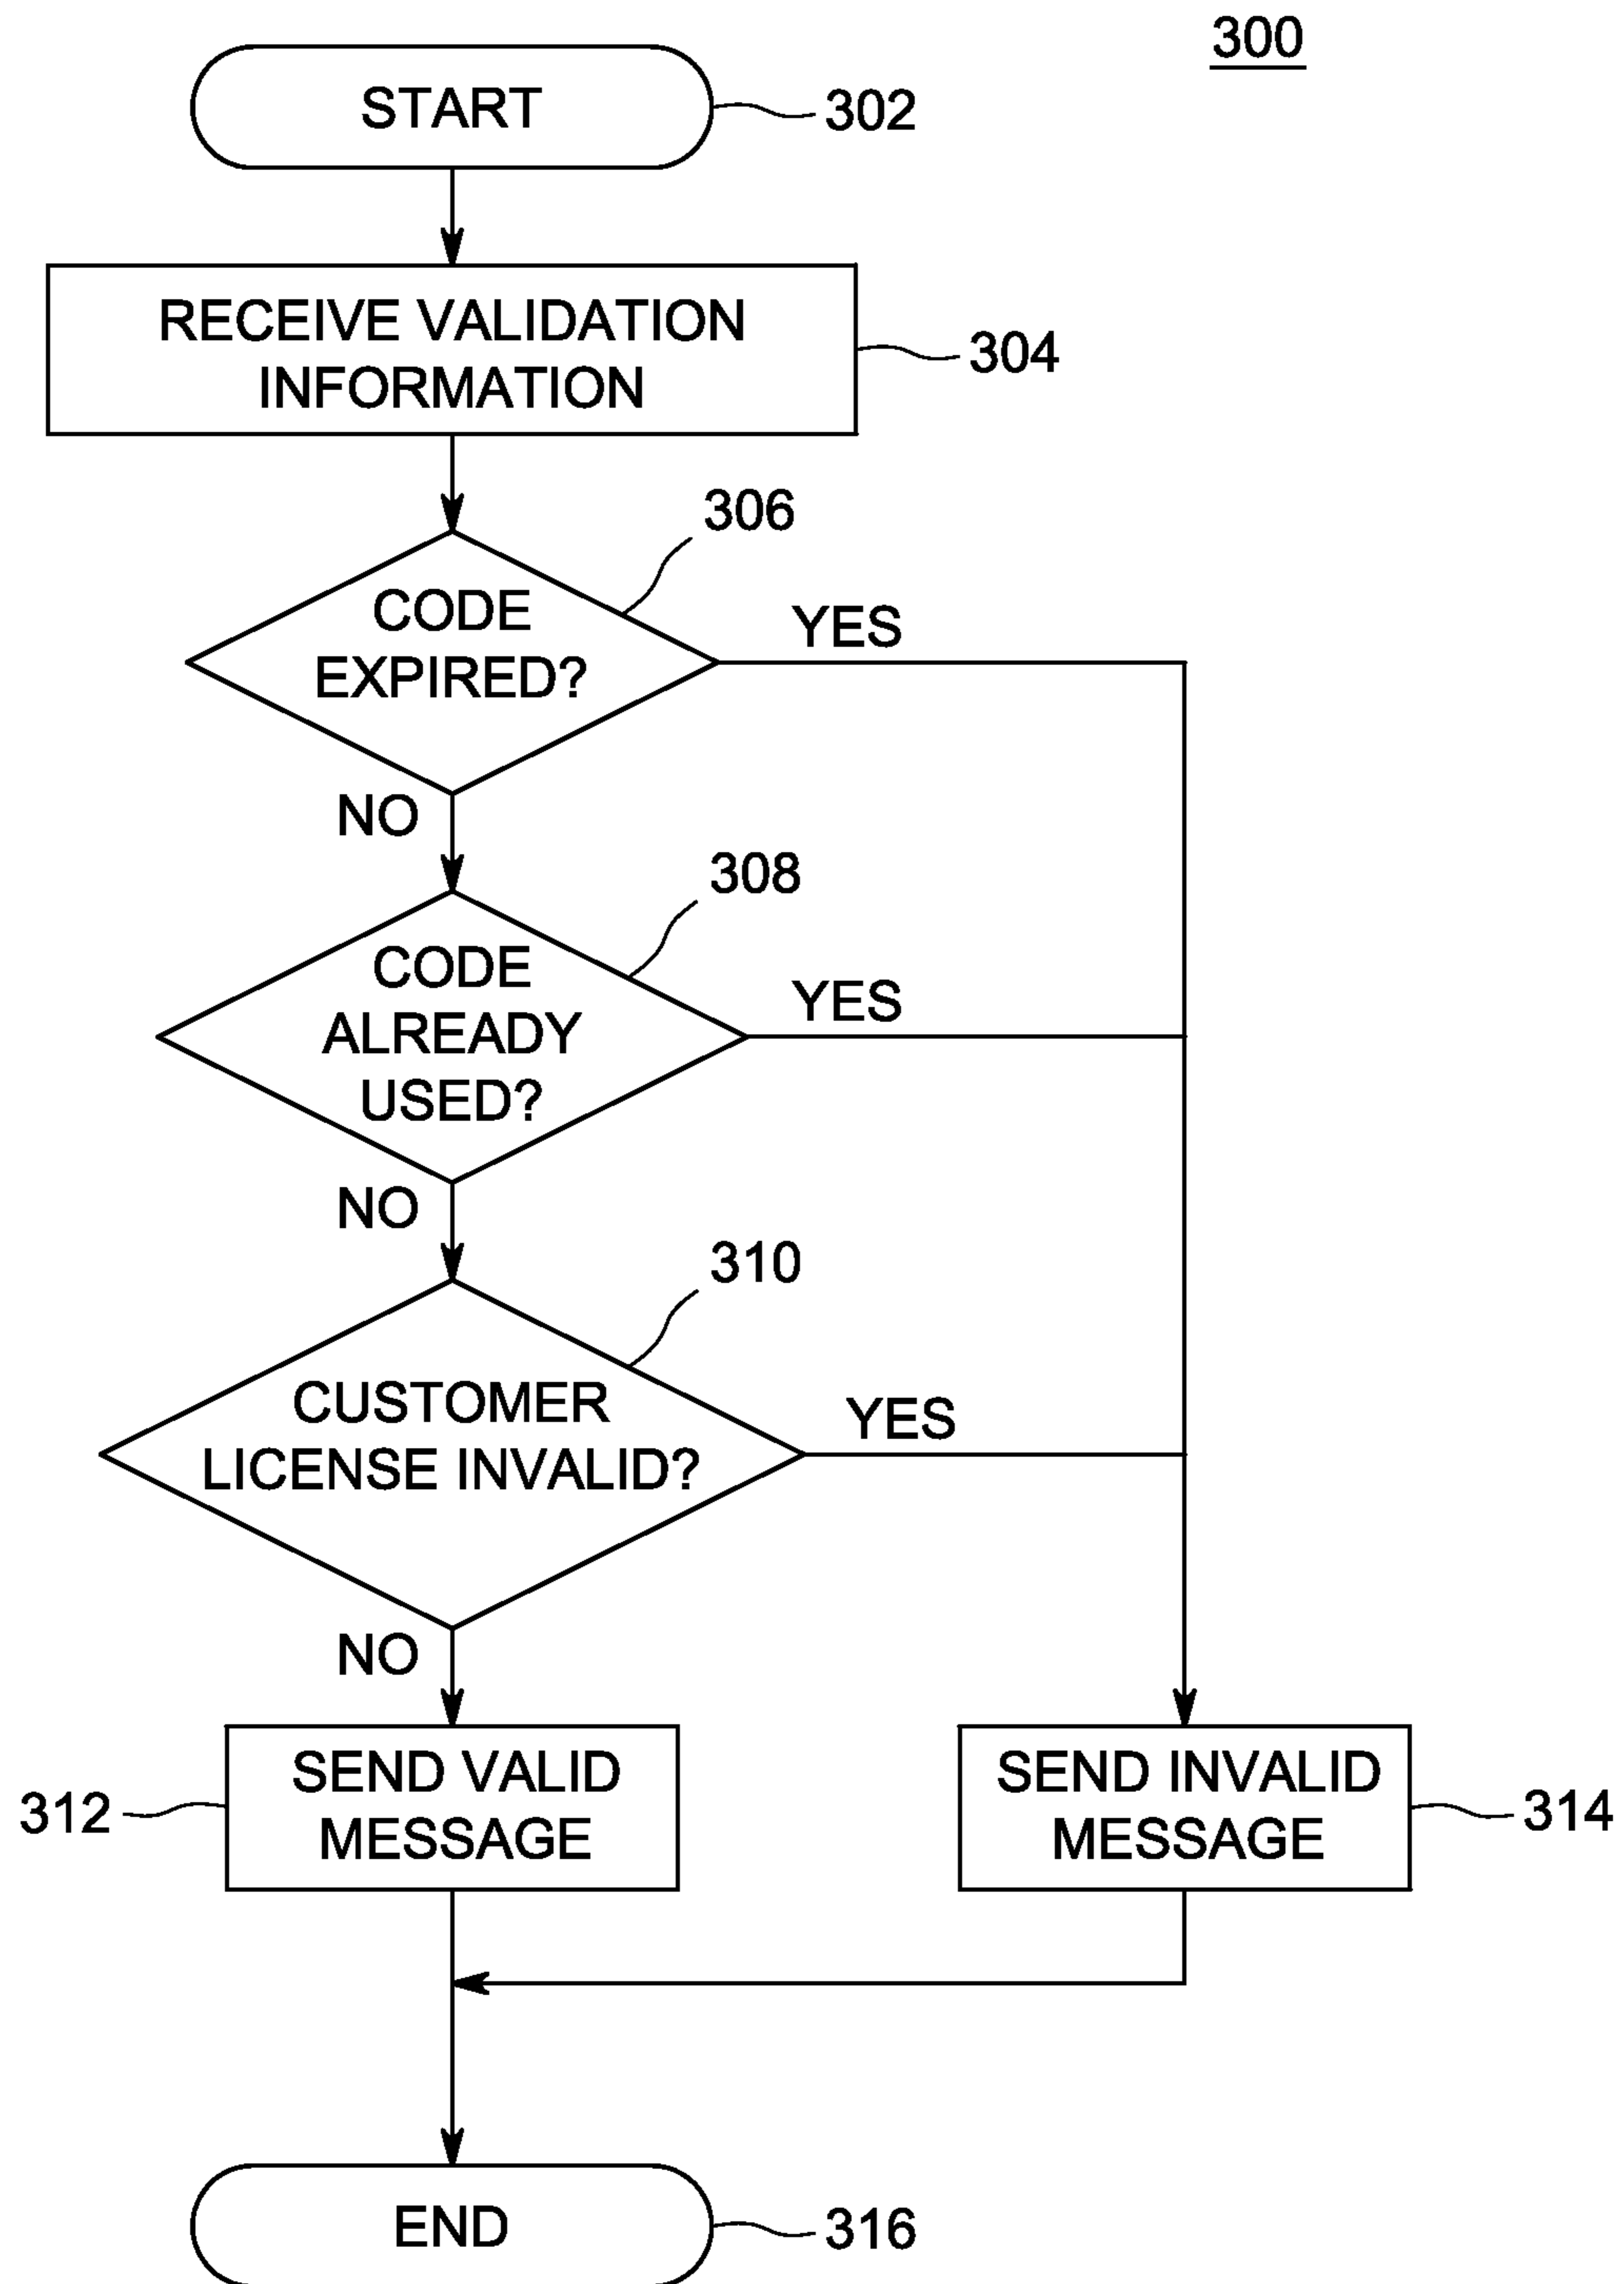 300
START
302
RECEIVE VALIDATION
INFORMATION
304
306
CODE
EXPIRED?
YES
NO
308
CODE
ALREADY
USED?
YES
NO
310
CUSTOMER
LICENSE INVALID?
YES
NO
312
SEND VALID
MESSAGE
SEND INVALID
MESSAGE
314
END
316